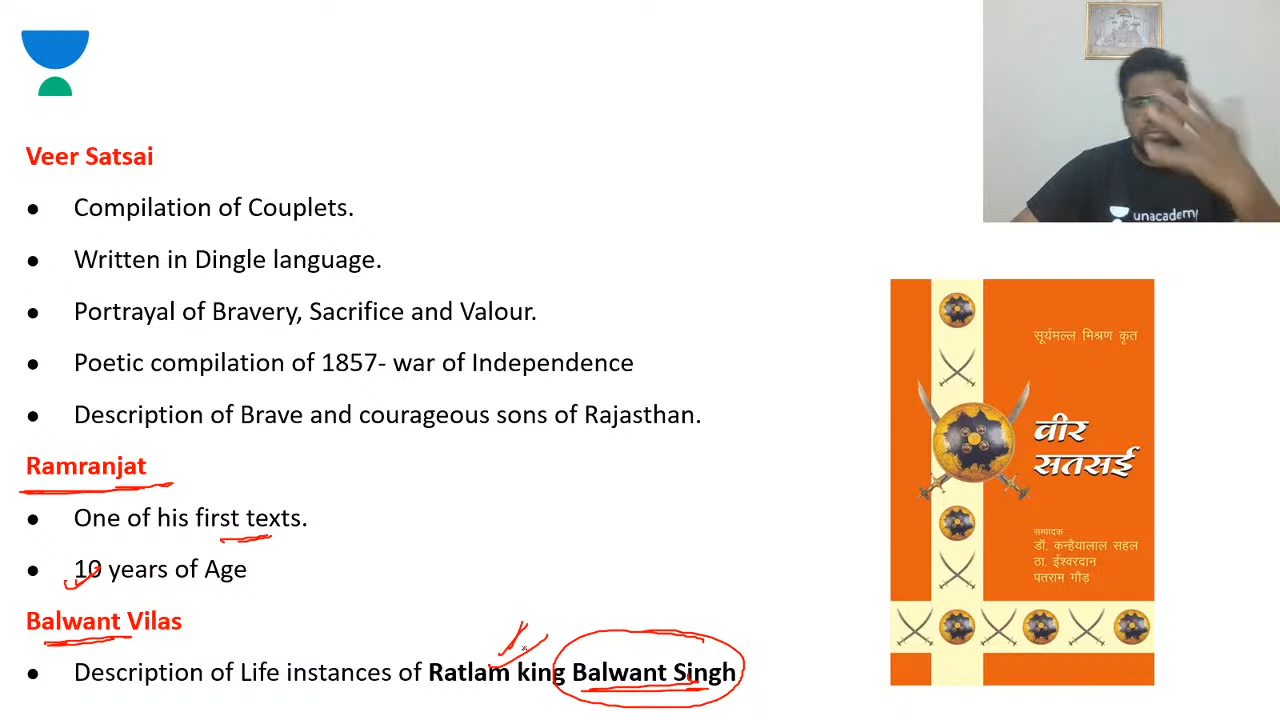 unacademy
Veer Satsai
● Compilation of Couplets.
● Written in Dingle language.
● Portrayal of Bravery, Sacrifice and Valour.
● Poetic compilation of 1857- war of Independence
● Description of Brave and courageous sons of Rajasthan.
Ramranjat
● One of his first texts.
● 10 years of Age
Balwant Vilas
● Description of Life instances of Ratlam king Balwant Singh
सूर्यमल्ल मिश्रण कृत
वीर
सतसई
सम्पादक
डॉ. कन्हैयालाल सहल
ठा. ईश्वरदान
पतराम गौड़